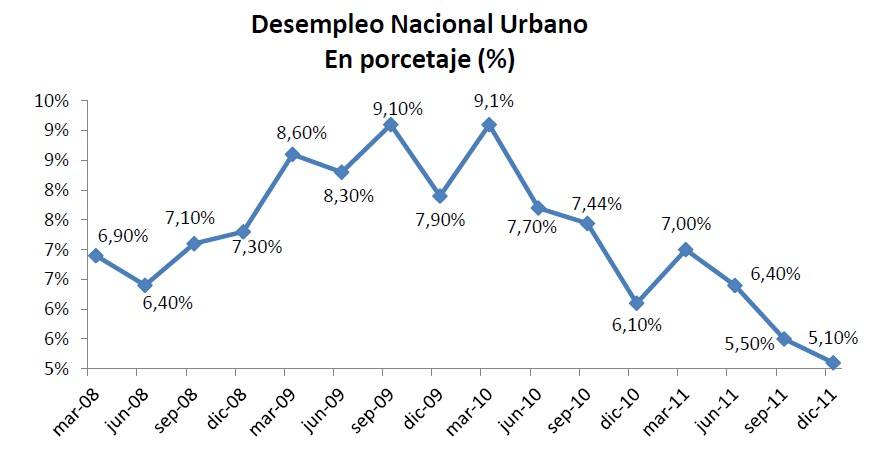 Desempleo Nacional Urbano
En porcetaje (%)
10%
9%
9%
8%
8%
7%
7%
6%
6%
5%
6,90%
6,40%
7,10%
7,30%
8,60%
8,30%
9,10%
7,90%
9,1%
7,70%
7,44%
6,10%
7,00%
6,40%
5,50%
5,10%
mar-08
jun-08
sep-08
dic-08
mar-09
jun-09
sep-09
dic-09
mar-10
jun-10
sep-10
dic-10
mar-11
jun-11
sep-11
dic-11